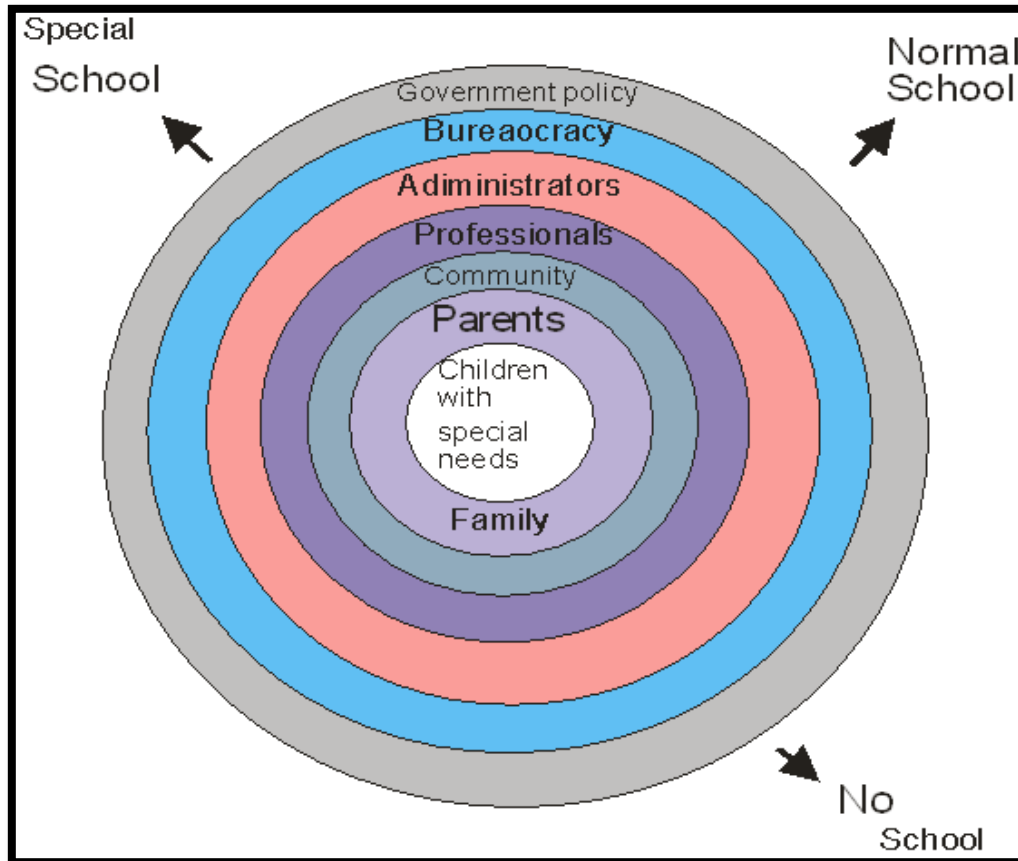 Special
School
Normal
School
Government policy
Bureaocracy
Adiministrators
Professionals
Community
Parents
Children
with
special
needs
Family
No
School